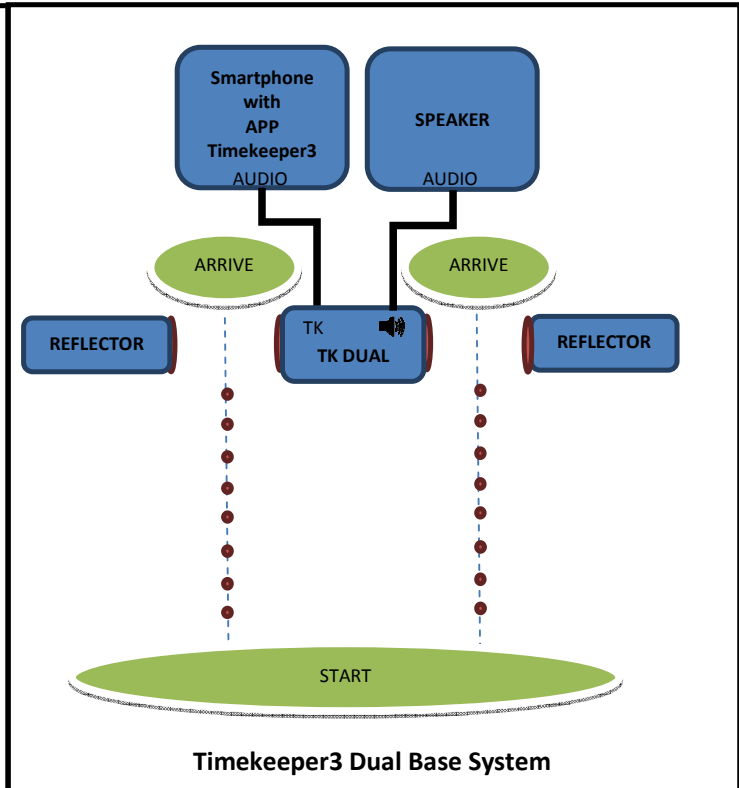 Smartphone
with
APP
Timekeeper3
AUDIO
SPEAKER
AUDIO
ARRIVE
ARRIVE
REFLECTOR
TK
TK DUAL
REFLECTOR
START
Timekeeper3 Dual Base System